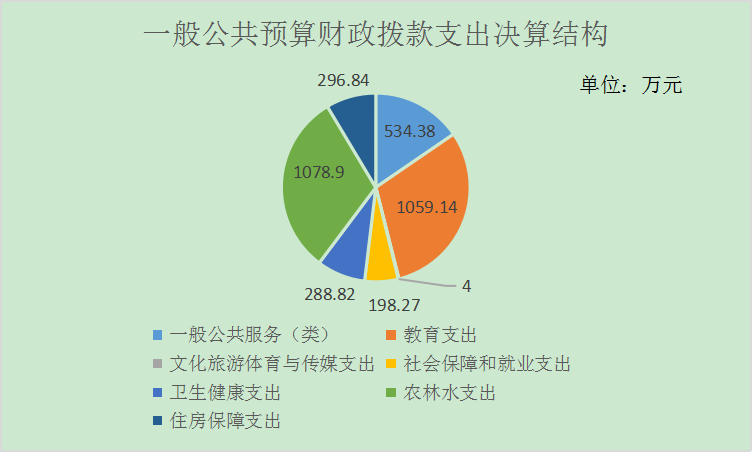 一般公共预算财政拨款支出决算结构
单位：万元
296.84
534.38
1078.9
1059.14
4
288.82
198.27
一般公共服务（类）
教育支出
文化旅游体育与传媒支出
社会保障和就业支出
卫生健康支出
农林水支出
住房保障支出